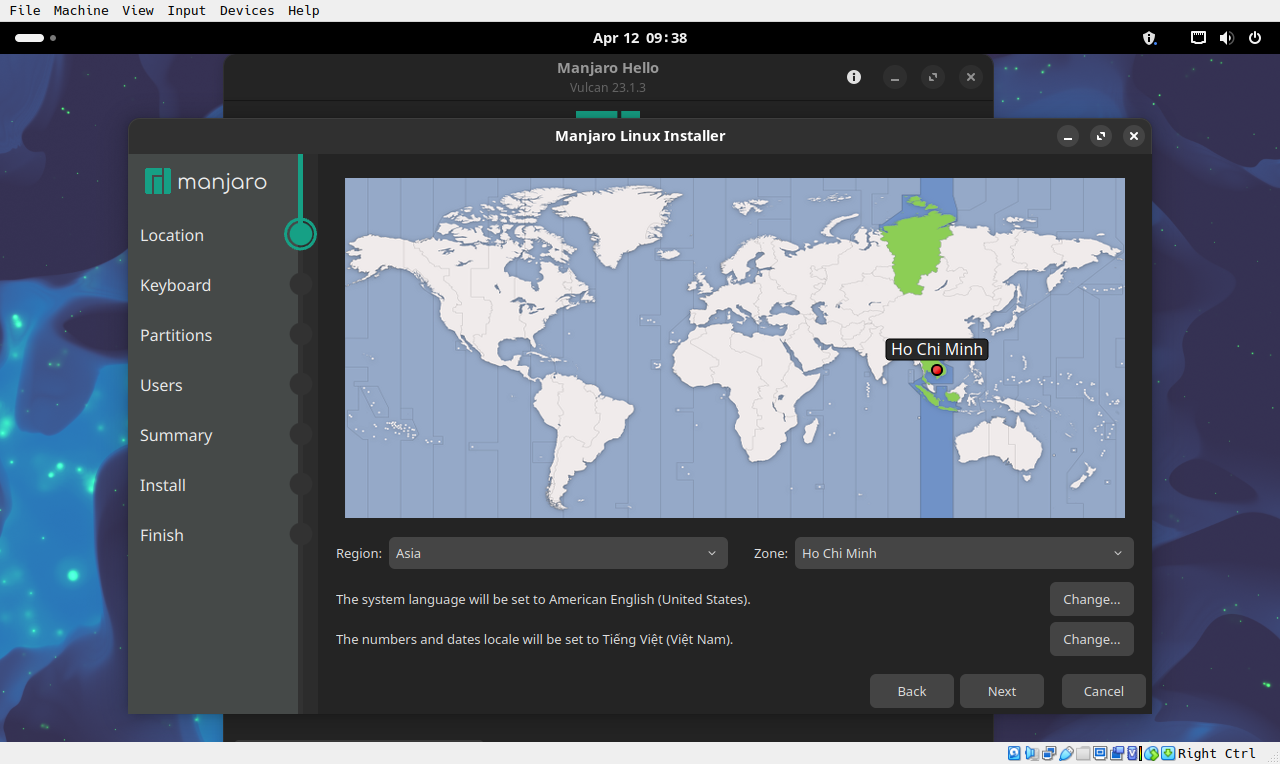 File Machine View Input Devices Help
Apr 12 09:38
Manjaro Hello
Vulcan 23.1.3
Manjaro Linux Installer
manjaro
Location
Keyboard
Partitions
Users
Summary
Install
Finish
Ho Chi Minh
Region: Asia Zone: Ho Chi Minh
The system language will be set to American English (United States). Change...
The numbers and dates locale will be set to Tiếng Việt (Việt Nam). Change...
Back Next Cancel
Right Ctrl